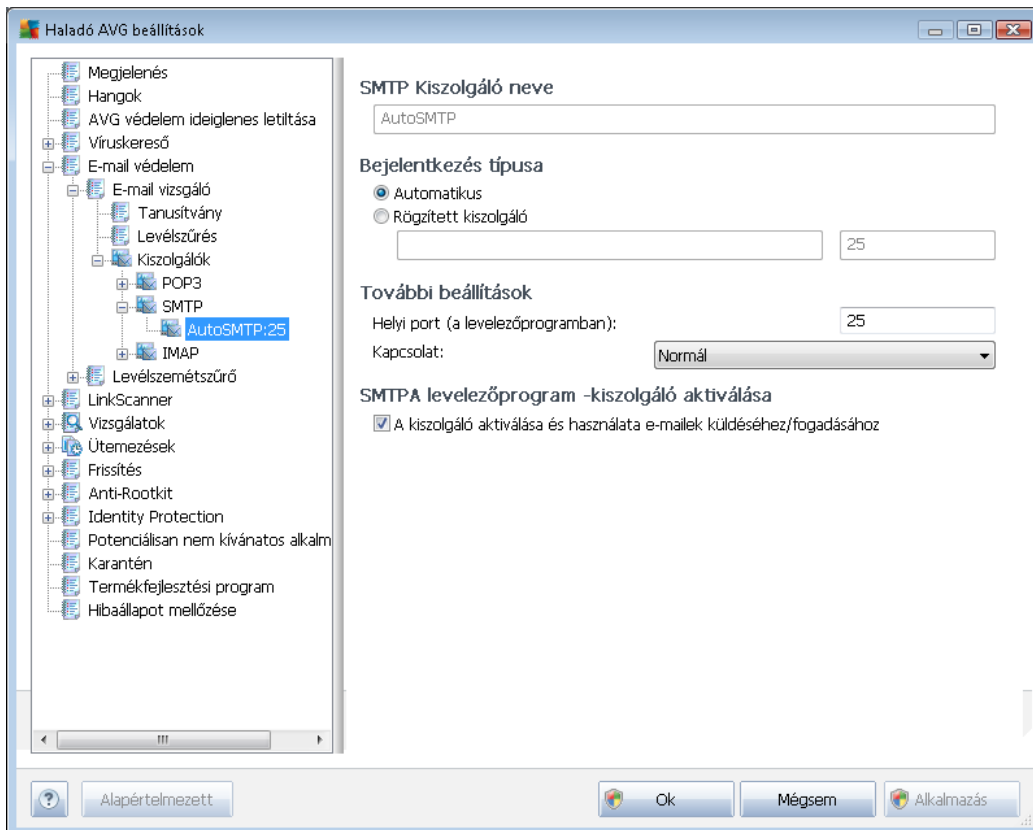 Haladó AVG beállítások
Megjelenés
Hangok
AVG védelem ideiglenes letiltása
Víruskereső
E-mail védelem
E-mail vizsgáló
Tanusítvány
Levélszűrés
Kiszolgálók
POP3
SMTP
AutoSMTP:25
IMAP
Levélszemétszűrő
LinkScanner
Vizsgálatok
Ütemezések
Frissítés
Anti-Rootkit
Identity Protection
Potenciálisan nem kívánatos alkalm
Karantén
Termékfejlesztési program
Hibaállapot mellőzése
SMTP Kiszolgáló neve
AutoSMTP
Bejelentkezés típusa
Automatikus
Rögzített kiszolgáló
25
További beállítások
Helyi port (a levelezőprogramban): 25
Kapcsolat: Normál
SMTPA levelezőprogram -kiszolgáló aktiválása
A kiszolgáló aktiválása és használata e-mailek küldéséhez/fogadásához
? Alapértelmezett Ok Mégsem Alkalmazás